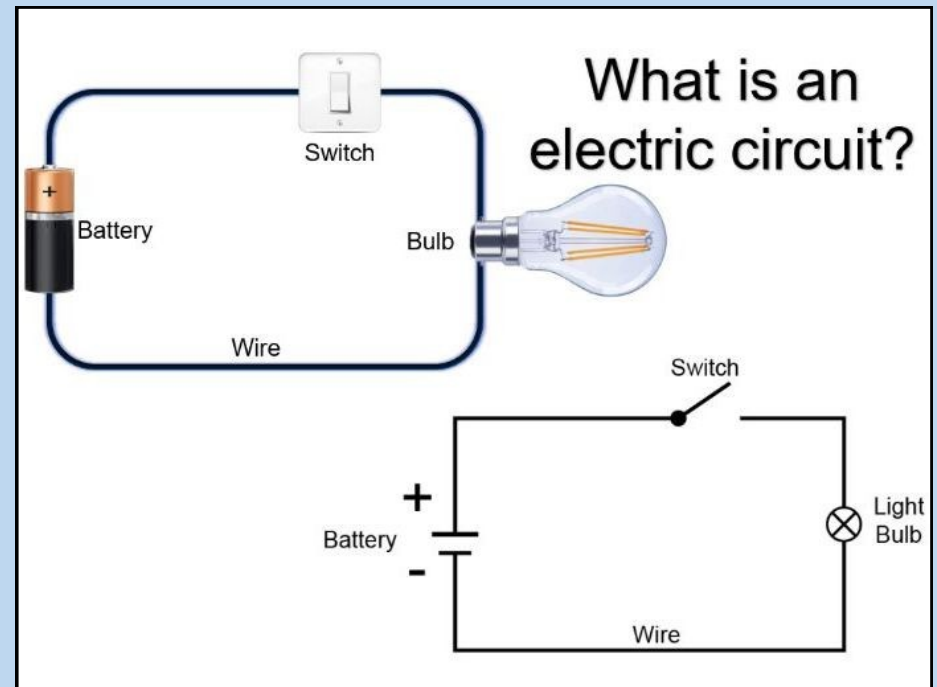 What is an
electric circuit?
Switch
+
Battery
Bulb
Wire
Switch
+
Battery
-
Light
Bulb
Wire